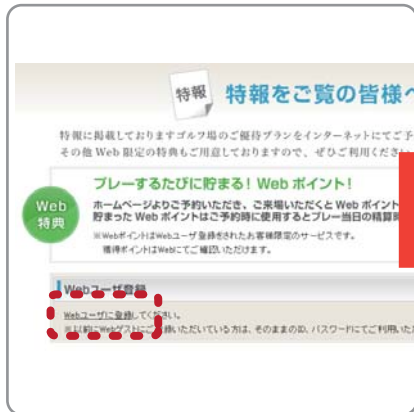 特報
特報をご覧の皆様へ
特報に掲載しておりますゴルフ場のご優待プランをインターネットにてご予
その他 Web 限定の特典もご用意しておりますので、ぜひご利用ください
Web
特典
プレーするたびに貯まる! Web ポイント!
ホームページよりご予約いただき、ご来場いただくと Web ポイント
貯まった Web ポイントはご予約時に使用するとプレー当日の精算時
※WebポイントはWebユーザ登録をされたお客様限定のサービスです。
獲得ポイントはWebにてご確認いただけます。
Webユーザ登録
Webユーザに登録してください。
※以前にWebゲストにご登録いただいている方は、そのままのID、パスワードにてご利用いた